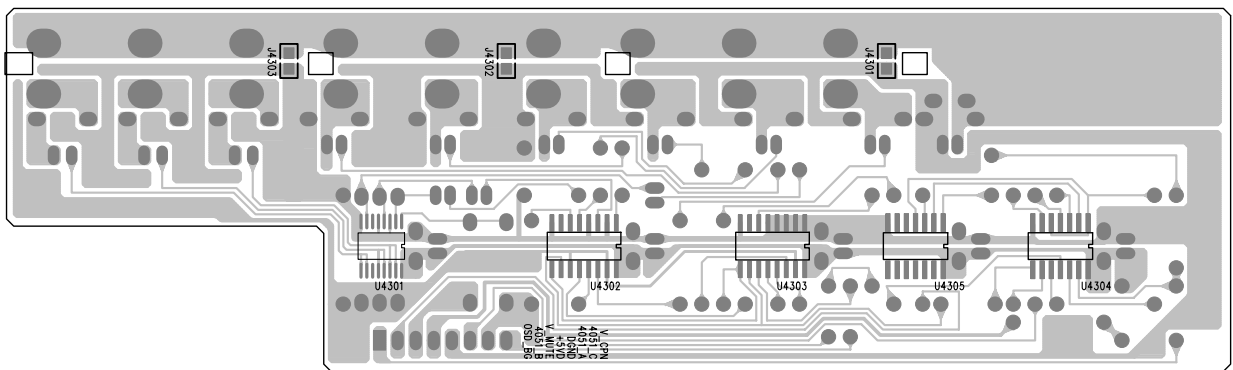 J4303
J4302
J4301
U4301
U4302
U4303
U4305
U4304
V_CPN
4051_C
4051_A
DGND
+5VD
V_MUTE
4051_B
OSD_BG